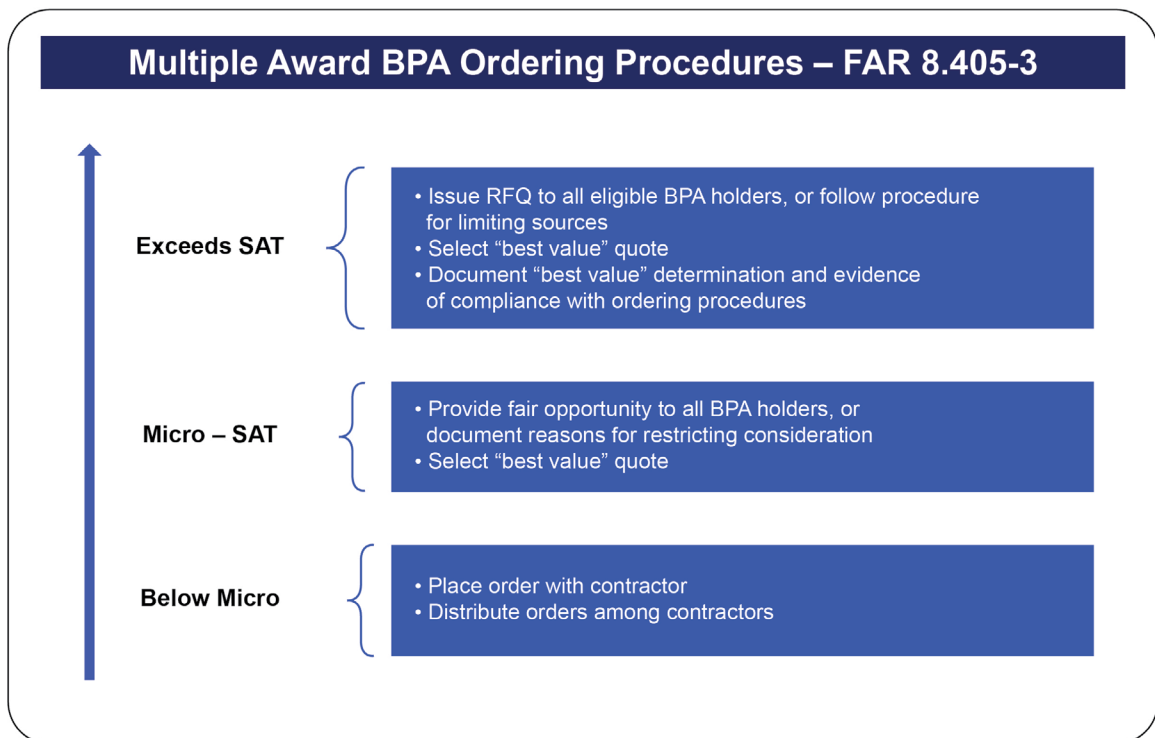 Multiple Award BPA Ordering Procedures – FAR 8.405-3
Exceeds SAT
• Issue RFQ to all eligible BPA holders, or follow procedure
for limiting sources
• Select “best value” quote
• Document “best value” determination and evidence
of compliance with ordering procedures
Micro – SAT
• Provide fair opportunity to all BPA holders, or
document reasons for restricting consideration
• Select “best value” quote
Below Micro
• Place order with contractor
• Distribute orders among contractors